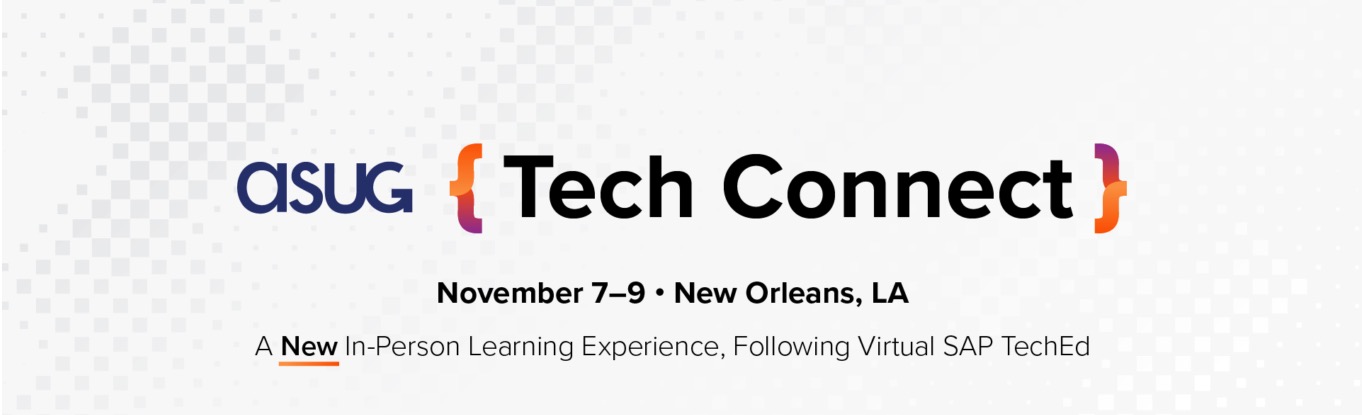 asug { Tech Connect }
November 7–9 • New Orleans, LA
A New In-Person Learning Experience, Following Virtual SAP TechEd